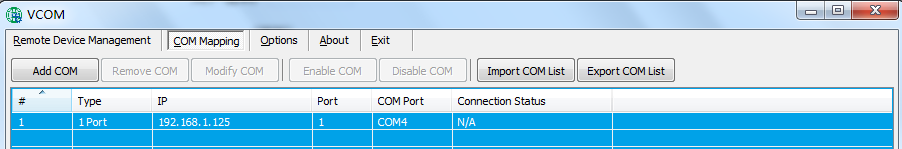 VCOM
Remote Device Management COM Mapping Options About Exit
Add COM Remove COM Modify COM Enable COM Disable COM Import COM List Export COM List
# Type IP Port COM Port Connection Status
1 1 Port 192.168.1.125 1 COM4 N/A